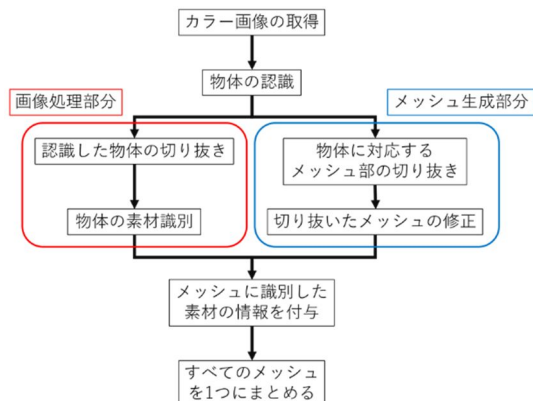 カラー画像の取得
物体の認識
画像処理部分
メッシュ生成部分
認識した物体の切り抜き
物体に対応する
メッシュ部の切り抜き
物体の素材識別
切り抜いたメッシュの修正
メッシュに識別した
素材の情報を付与
すべてのメッシュ
を1つにまとめる